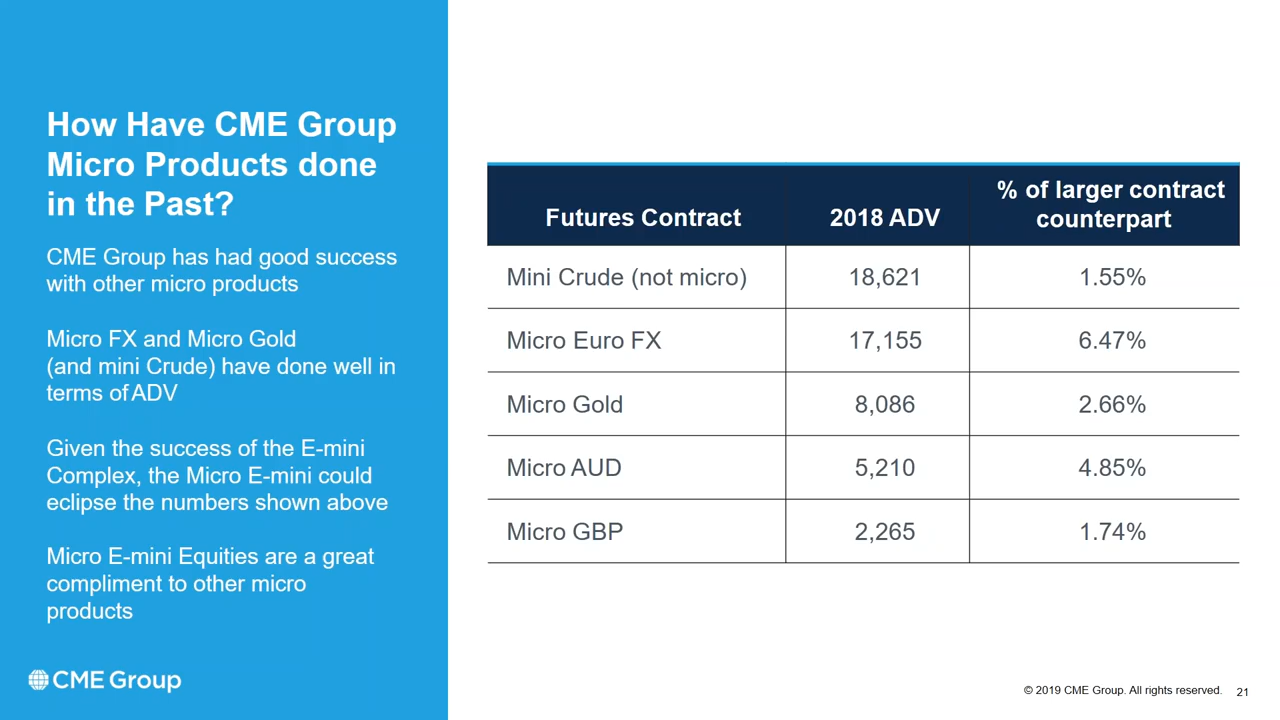 How Have CME Group
Micro Products done
in the Past?
CME Group has had good success
with other micro products
Micro FX and Micro Gold
(and mini Crude) have done well in
terms of ADV
Given the success of the E-mini
Complex, the Micro E-mini could
eclipse the numbers shown above
Micro E-mini Equities are a great
compliment to other micro
products
CME Group
Futures Contract 2018 ADV % of larger contract counterpart
Mini Crude (not micro) 18,621 1.55%
Micro Euro FX 17,155 6.47%
Micro Gold 8,086 2.66%
Micro AUD 5,210 4.85%
Micro GBP 2,265 1.74%
© 2019 CME Group. All rights reserved. 21